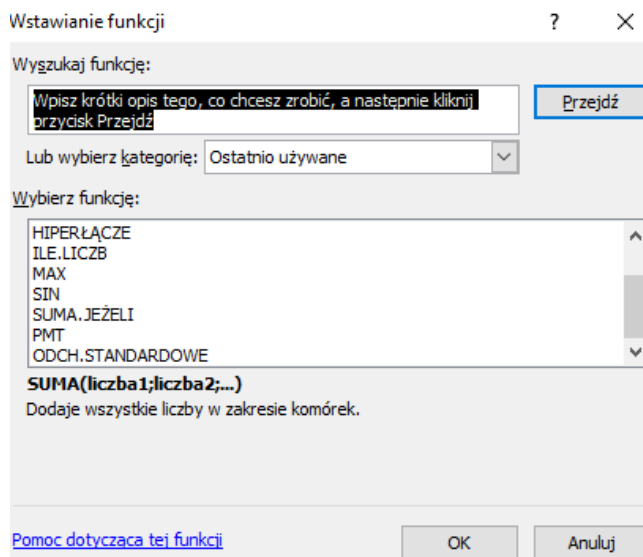 Wstawianie funkcji ? ✕
Wyszukaj funkcję:
Wpisz krótki opis tego, co chcesz zrobić, a następnie kliknij
przycisk Przejdź
Przejdź
Lub wybierz kategorię: Ostatnio używane
Wybierz funkcję:
HIPERŁĄCZE
ILE.LICZB
MAX
SIN
SUMA.JEŻELI
PMT
ODCH.STANDARDOWE
SUMA(liczba1;liczba2;...)
Dodaje wszystkie liczby w zakresie komórek.
Pomoc dotycząca tej funkcji
OK
Anuluj